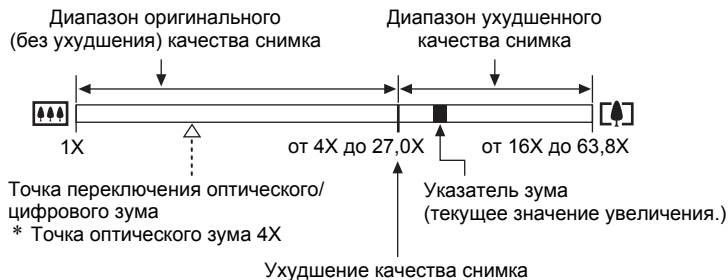 Диапазон оригинального
(без ухудшения) качества снимка
Диапазон ухудшенного
качества снимка
1X
от 4X до 27,0X
от 16X до 63,8X
Точка переключения оптического/
цифрового зума
* Точка оптического зума 4X
Указатель зума
(текущее значение увеличения.)
Ухудшение качества снимка